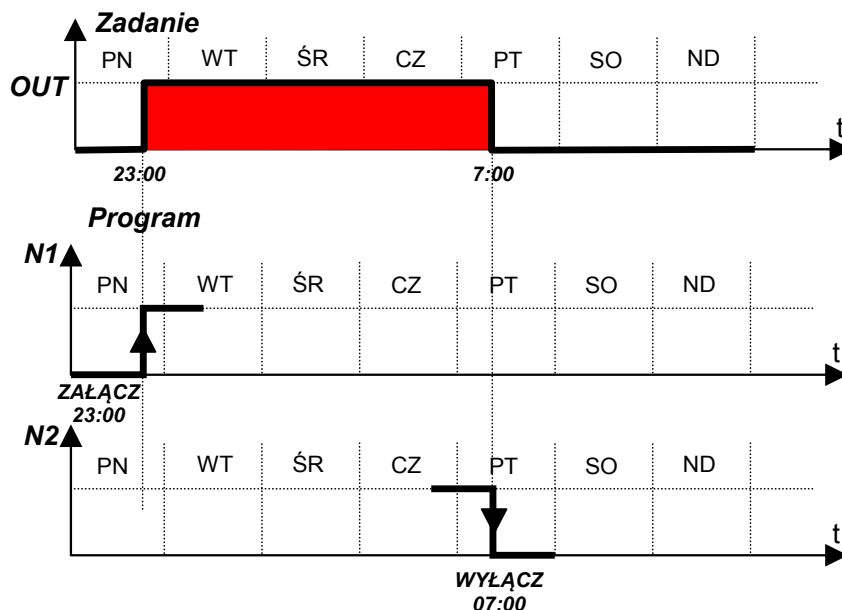 Zadanie
PN WT ŚR CZ PT SO ND
OUT
t
23:00 7:00
Program
N1
PN WT ŚR CZ PT SO ND
t
ZAŁĄCZ
23:00
N2
PN WT ŚR CZ PT SO ND
t
WYŁĄCZ
07:00